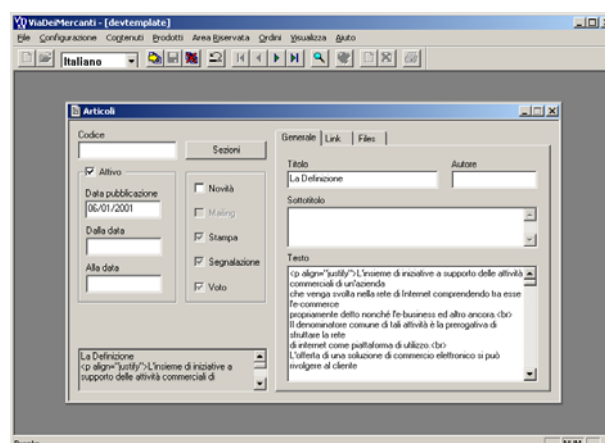 ViaDeiMercanti - [devtemplate]
File Configurazione Contenuti Prodotti Area Riservata Ordini Visualizza Aiuto
Italiano
Articoli
Codice
Sezioni
Attivo
Data pubblicazione
06/01/2001
Dalla data
Alla data
Novità
Mailing
Stampa
Segnalazione
Voto
La Definizione
<p align="justify">L'insieme di iniziative a
supporto delle attività commerciali di
Generale Link Files
Titolo Autore
La Definizione
Sottotitolo
Testo
<p align="justify">L'insieme di iniziative a supporto delle attività
commerciali di un'azienda
che venga svolta nella rete di Internet comprendendo tra esse
l'e-commerce
propriamente detto nonché l'e-business ed altro ancora.<br>
Il denominatore comune di tali attività è la prerogativa di
sfruttare la rete
di internet come piattaforma di utilizzo.<br>
L'offerta di una soluzione di commercio elettronico si può
rivolgere al cliente
NUM